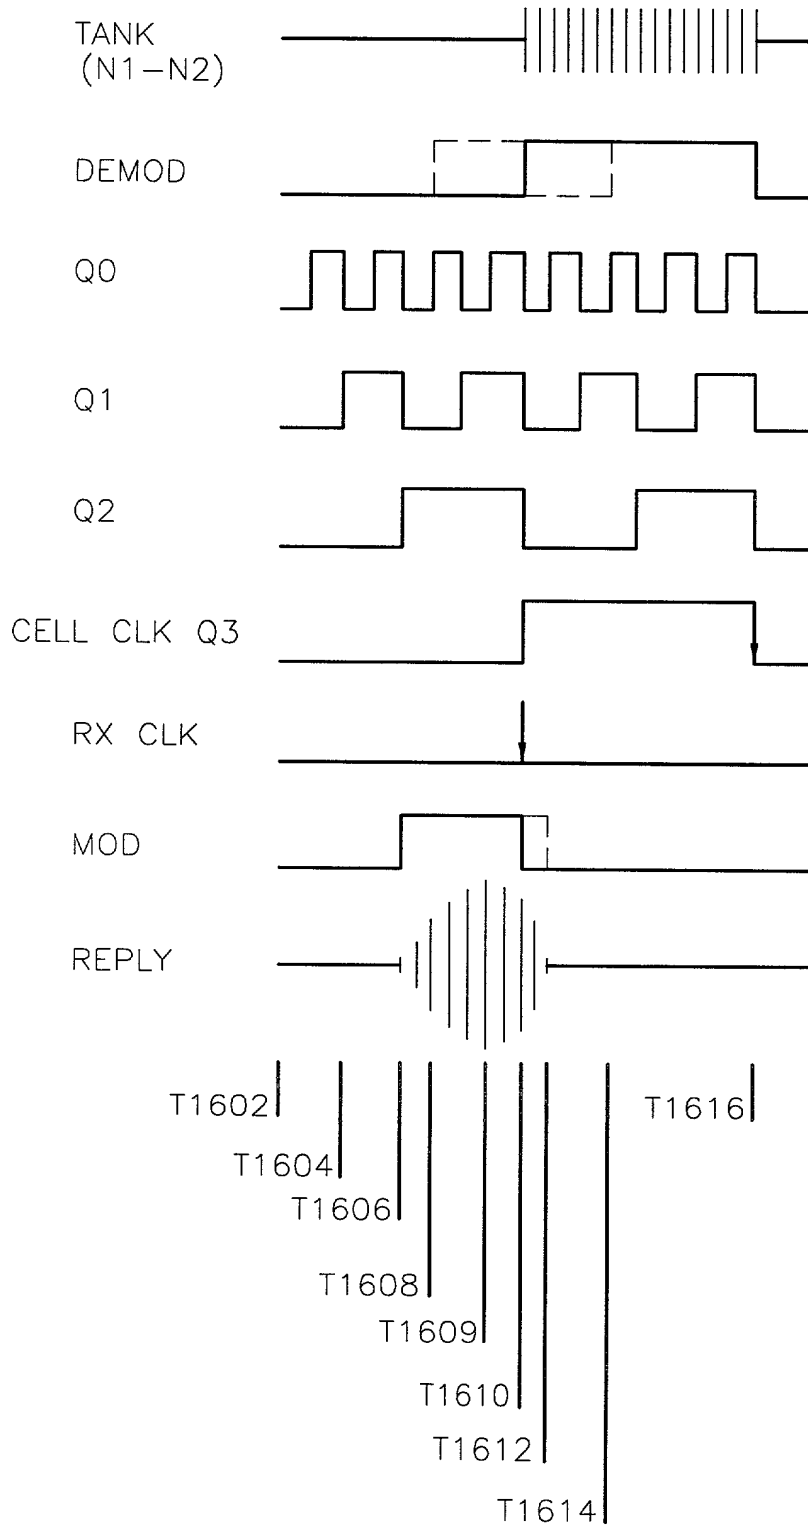 TANK
(N1-N2)
DEMOD
Q0
Q1
Q2
CELL CLK Q3
RX CLK
MOD
REPLY
T1602
T1616
T1604
T1606
T1608
T1609
T1610
T1612
T1614